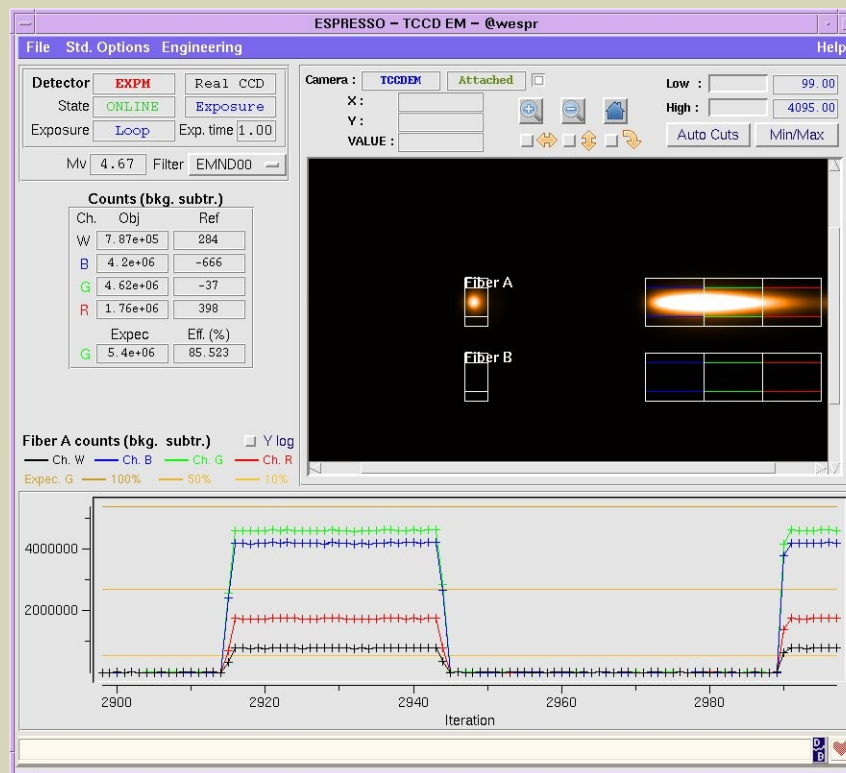 ESPRESSO – TCCD EM – @wespr
File Std. Options Engineering Help
Detector EXPM Real CCD
State ONLINE Exposure
Exposure Loop Exp. time 1.00
Mv 4.67 Filter EMND00
Camera : TCCDEM Attached
X :
Y :
VALUE :
Low : 99.00
High : 4095.00
Auto Cuts Min/Max
Counts (bkg. subtr.)
Ch. Obj Ref
W 7.87e+05 284
B 4.2e+06 -666
G 4.62e+06 -37
R 1.76e+06 398
Expec Eff. (%)
G 5.4e+06 85.523
Fiber A
Fiber B
Fiber A counts (bkg. subtr.) Y log
Ch. W Ch. B Ch. G Ch. R
Expec. G 100% 50% 10%
4000000
2000000
2900 2920 2940 2960 2980
Iteration
D B